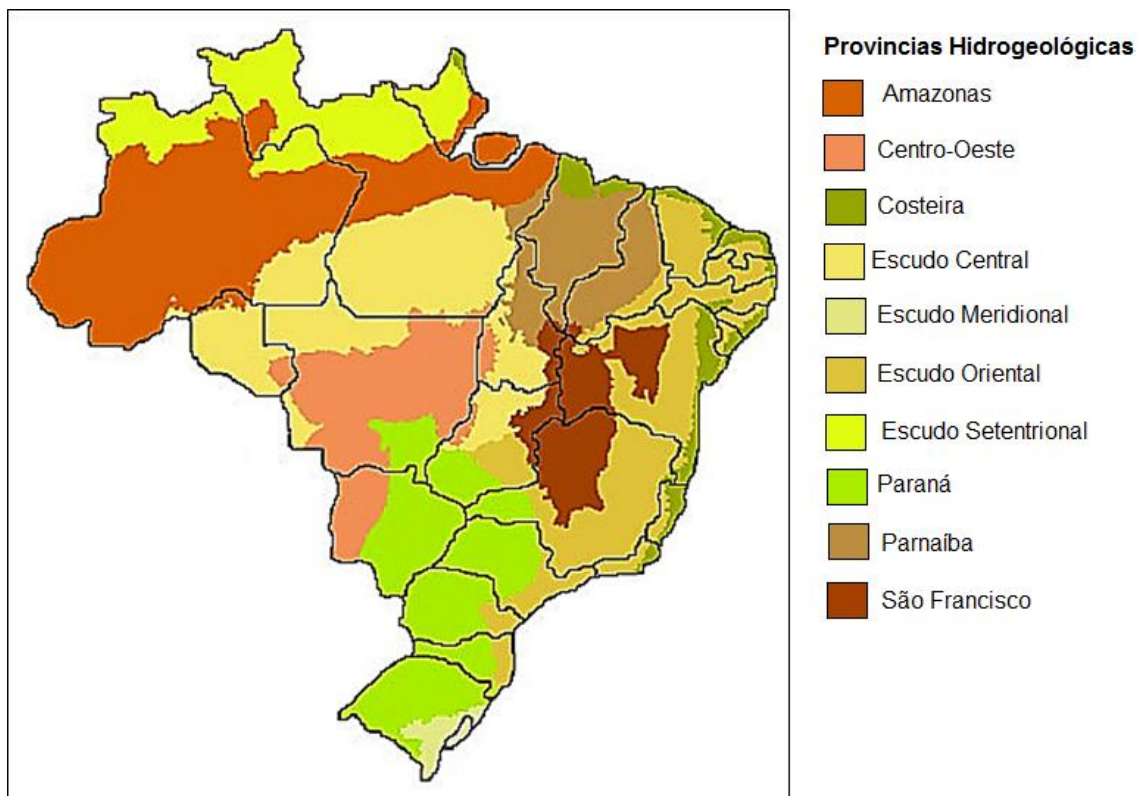 Provincias Hidrogeológicas
Amazonas
Centro-Oeste
Costeira
Escudo Central
Escudo Meridional
Escudo Oriental
Escudo Setentrional
Paraná
Parnaíba
São Francisco